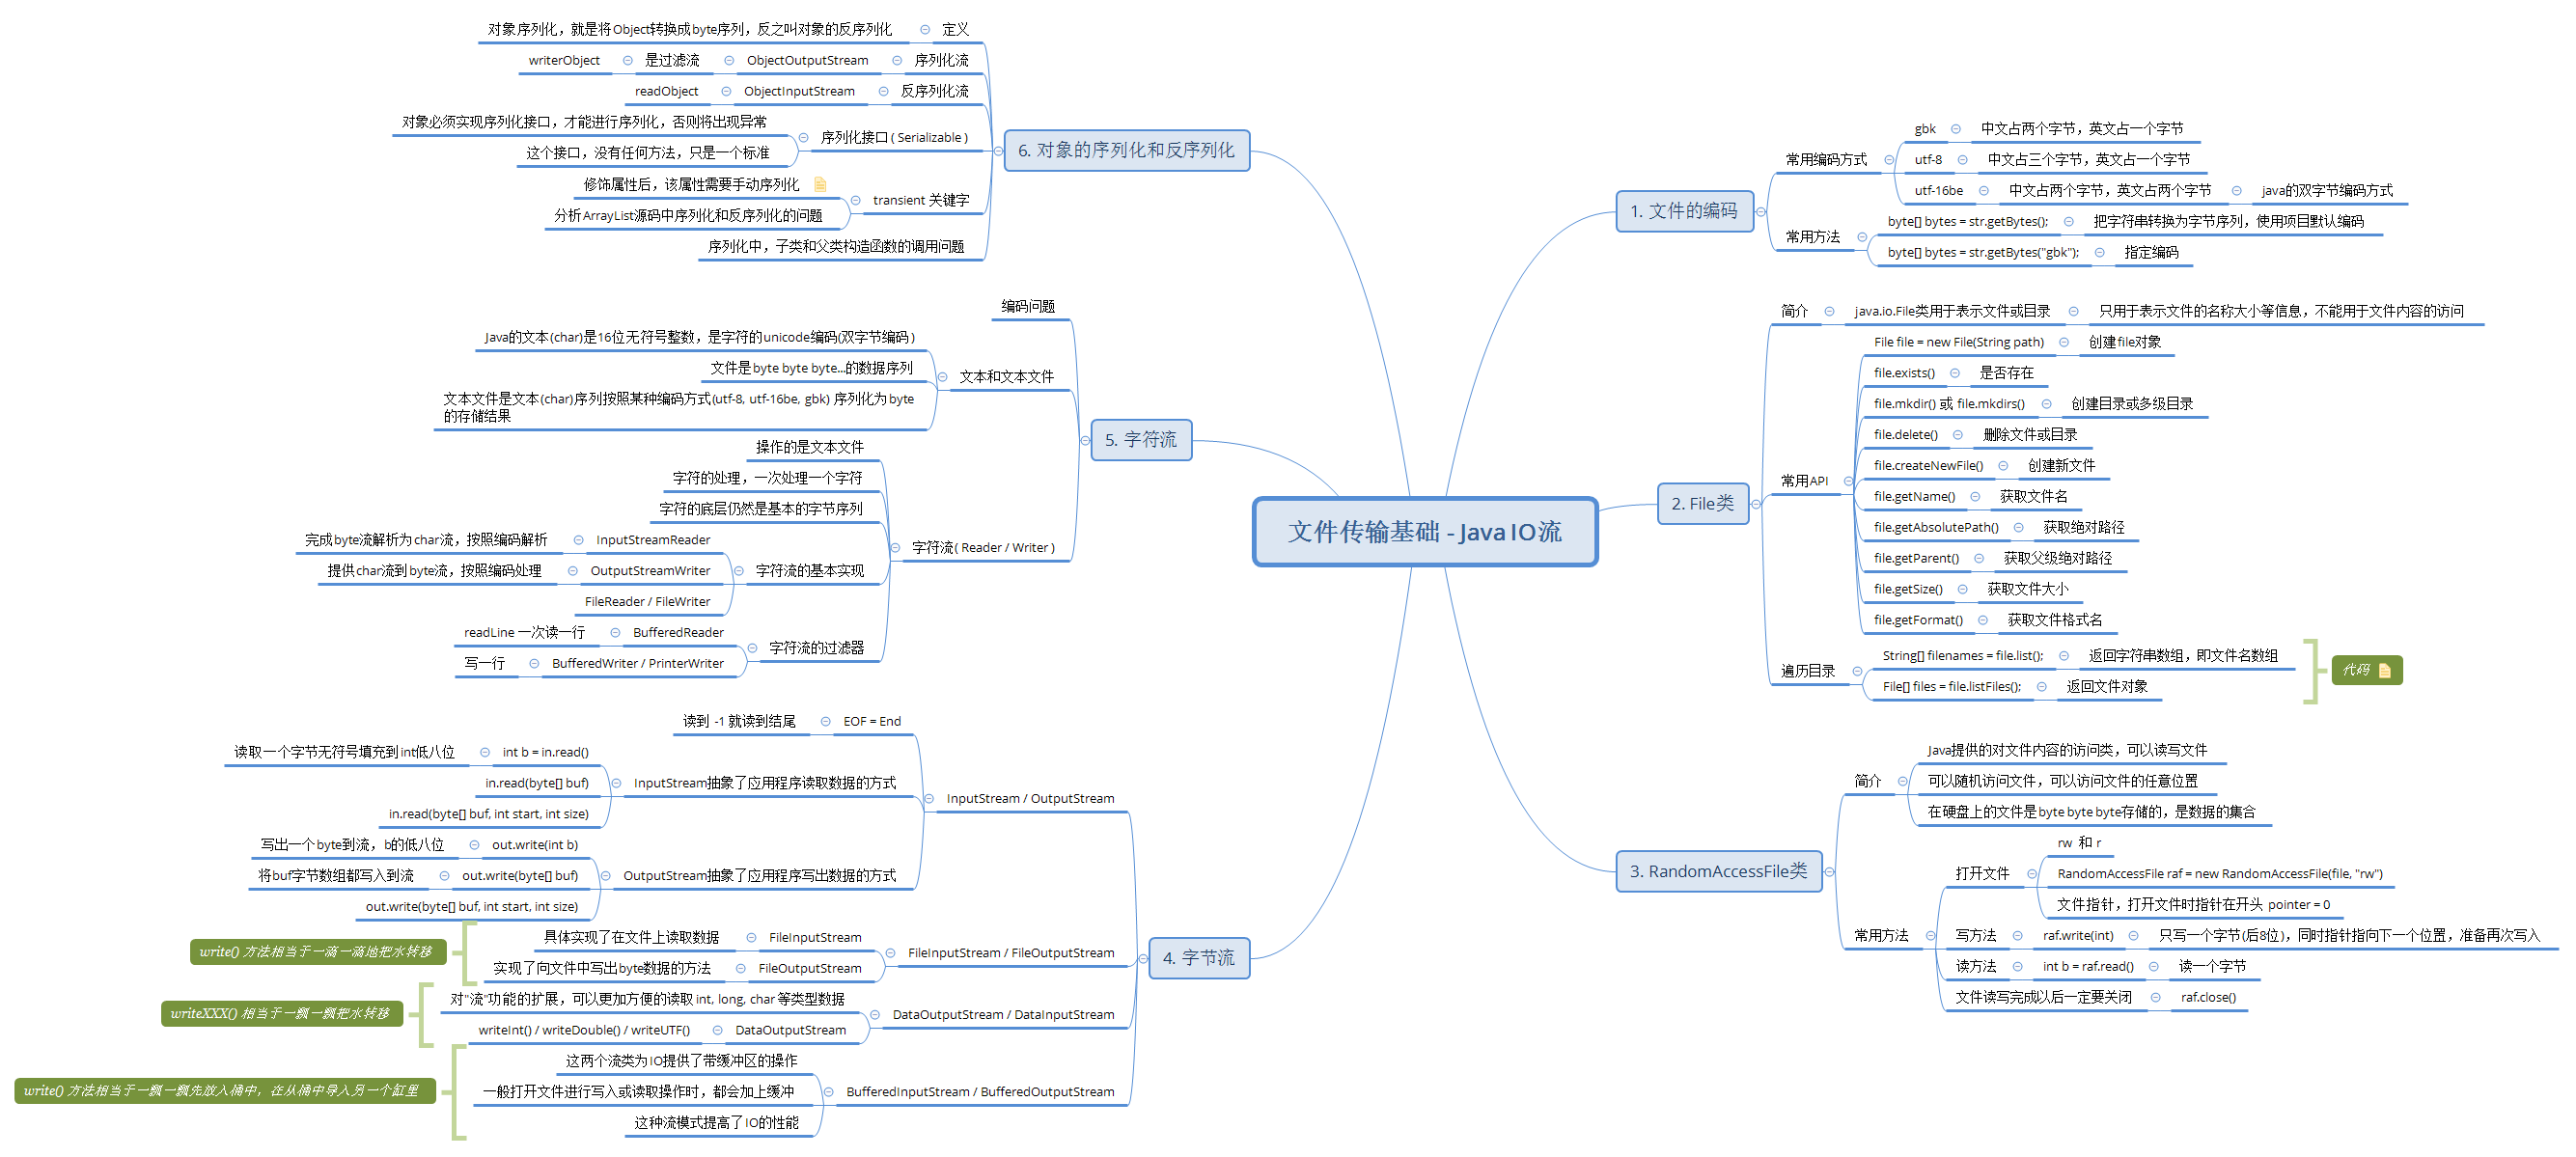 文件传输基础 - Java IO流
1. 文件的编码
常用编码方式
gbk
中文占两个字节，英文占一个字节
utf-8
中文占三个字节，英文占一个字节
utf-16be
中文占两个字节，英文占两个字节
java的双字节编码方式
常用方法
byte[] bytes = str.getBytes();
把字符串转换为字节序列，使用项目默认编码
byte[] bytes = str.getBytes("gbk");
指定编码
2. File类
简介
java.io.File类用于表示文件或目录
只用于表示文件的名称大小等信息，不能用于文件内容的访问
常用API
File file = new File(String path)
创建file对象
file.exists()
是否存在
file.mkdir() 或 file.mkdirs()
创建目录或多级目录
file.delete()
删除文件或目录
file.createNewFile()
创建新文件
file.getName()
获取文件名
file.getAbsolutePath()
获取绝对路径
file.getParent()
获取父级绝对路径
file.getSize()
获取文件大小
file.getFormat()
获取文件格式名
遍历目录
String[] filenames = file.list();
返回字符串数组，即文件名数组
File[] files = file.listFiles();
返回文件对象
代码
3. RandomAccessFile类
简介
Java提供的对文件内容的访问类，可以读写文件
可以随机访问文件，可以访问文件的任意位置
在硬盘上的文件是byte byte byte存储的，是数据的集合
常用方法
打开文件
rw 和 r
RandomAccessFile raf = new RandomAccessFile(file, "rw")
文件指针，打开文件时指针在开头 pointer = 0
写方法
raf.write(int)
只写一个字节(后8位)，同时指针指向下一个位置，准备再次写入
读方法
int b = raf.read()
读一个字节
文件读写完成以后一定要关闭
raf.close()
4. 字节流
InputStream / OutputStream
EOF = End
读到 -1 就读到结尾
InputStream抽象了应用程序读取数据的方式
int b = in.read()
读取一个字节无符号填充到int低八位
in.read(byte[] buf)
in.read(byte[] buf, int start, int size)
OutputStream抽象了应用程序写出数据的方式
out.write(int b)
写出一个byte到流，b的低八位
out.write(byte[] buf)
将buf字节数组都写入到流
out.write(byte[] buf, int start, int size)
FileInputStream / FileOutputStream
FileInputStream
具体实现了在文件上读取数据
FileOutputStream
实现了向文件中写出byte数据的方法
write() 方法相当于一滴一滴地把水转移
DataOutputStream / DataInputStream
对"流"功能的扩展，可以更加方便的读取 int, long, char 等类型数据
DataOutputStream
writeInt() / writeDouble() / writeUTF()
writeXXX() 相当于一瓢一瓢把水转移
BufferedInputStream / BufferedOutputStream
这两个流类为IO提供了带缓冲区的操作
一般打开文件进行写入或读取操作时，都会加上缓冲
这种流模式提高了IO的性能
write() 方法相当于一瓢一瓢先放入桶中，在从桶中导入另一个缸里
5. 字符流
编码问题
文本和文本文件
Java的文本(char)是16位无符号整数，是字符的unicode编码(双字节编码)
文件是byte byte byte...的数据序列
文本文件是文本(char)序列按照某种编码方式(utf-8, utf-16be, gbk) 序列化为byte
的存储结果
字符流( Reader / Writer )
操作的是文本文件
字符的处理，一次处理一个字符
字符的底层仍然是基本的字节序列
字符流的基本实现
InputStreamReader
完成byte流解析为char流，按照编码解析
OutputStreamWriter
提供char流到byte流，按照编码处理
FileReader / FileWriter
字符流的过滤器
BufferedReader
readLine 一次读一行
BufferedWriter / PrinterWriter
写一行
6. 对象的序列化和反序列化
定义
对象序列化，就是将Object转换成byte序列，反之叫对象的反序列化
序列化流
ObjectOutputStream
是过滤流
writerObject
反序列化流
ObjectInputStream
readObject
序列化接口 ( Serializable )
对象必须实现序列化接口，才能进行序列化，否则将出现异常
这个接口，没有任何方法，只是一个标准
transient 关键字
修饰属性后，该属性需要手动序列化
分析ArrayList源码中序列化和反序列化的问题
序列化中，子类和父类构造函数的调用问题